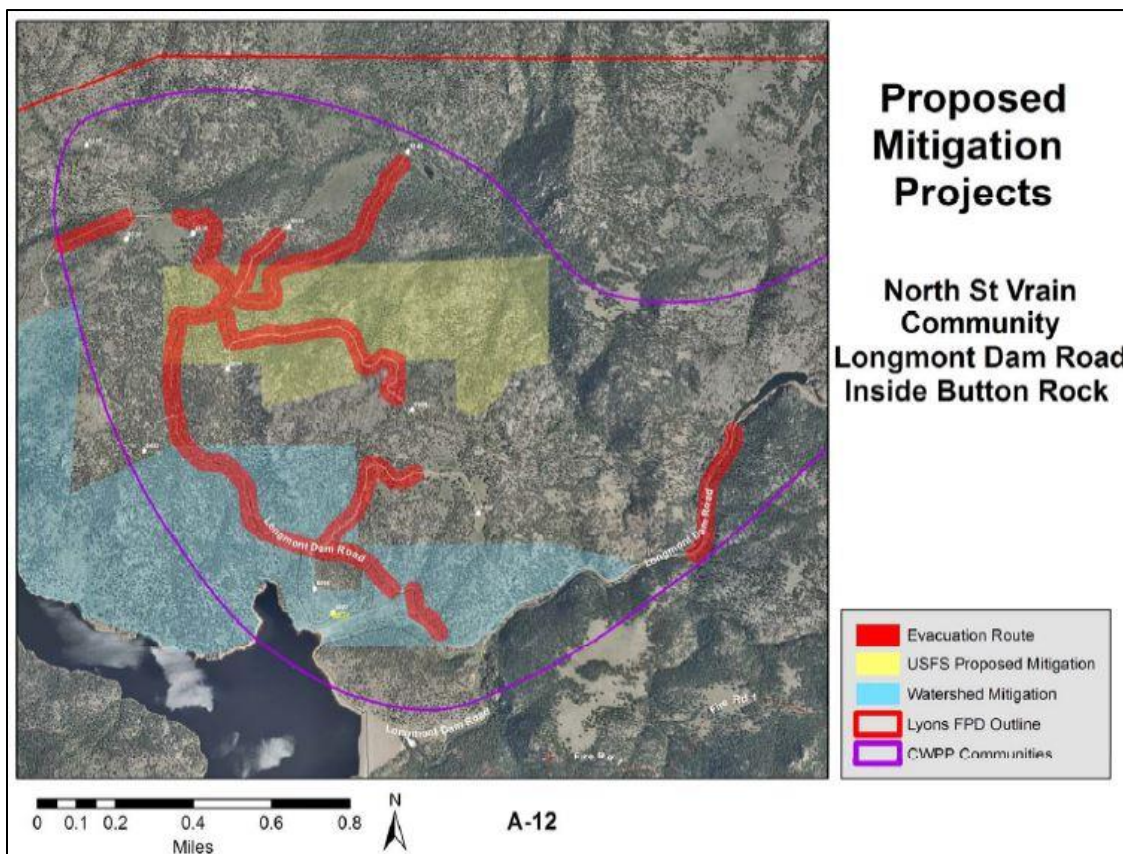 Proposed
Mitigation
Projects
North St Vrain
Community
Longmont Dam Road
Inside Button Rock
Longmont Dam Road
Longmont Dam Road
Longmont Dam Road
Longmont Dam Road
Fire Rd 1
Evacuation Route
USFS Proposed Mitigation
Watershed Mitigation
Lyons FPD Outline
CWPP Communities
0 0.1 0.2 0.4 0.6 0.8
Miles
N
A-12